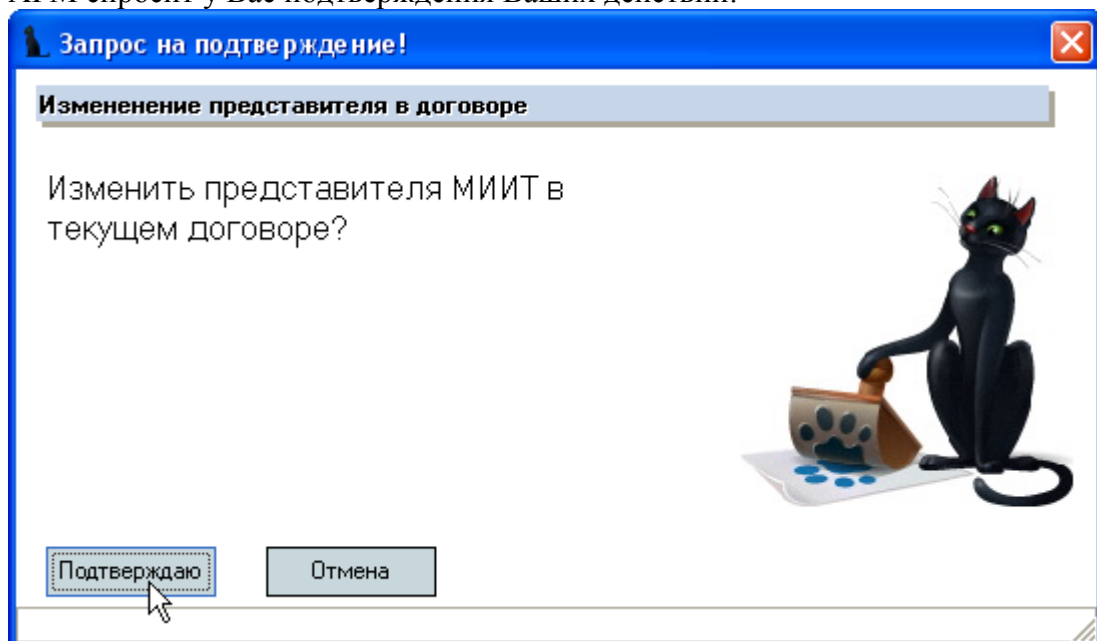 АРМ спросит у Вас подтверждения Ваших действий:
Запрос на подтверждение!
Измененение представителя в договоре
Изменить представителя МИИТ в
текущем договоре?
Подтверждаю
Отмена